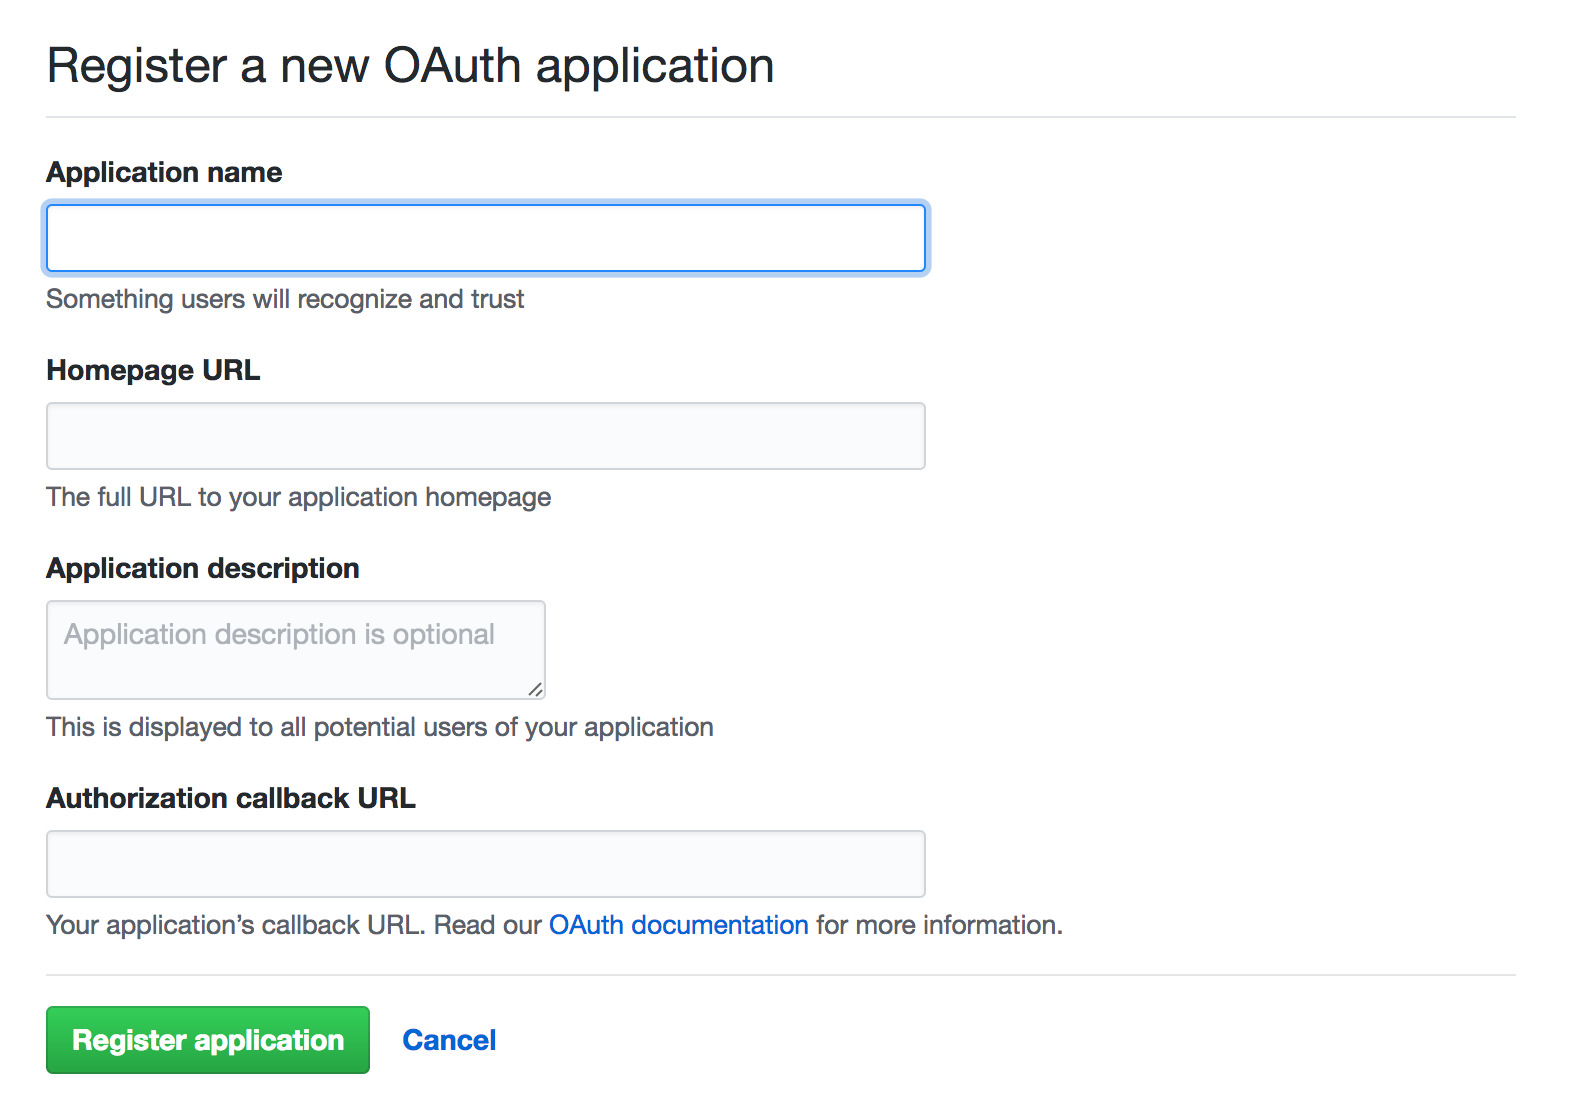 Register a new OAuth application
Application name
Something users will recognize and trust
Homepage URL
The full URL to your application homepage
Application description
Application description is optional
This is displayed to all potential users of your application
Authorization callback URL
Your application’s callback URL. Read our OAuth documentation for more information.
Register application Cancel